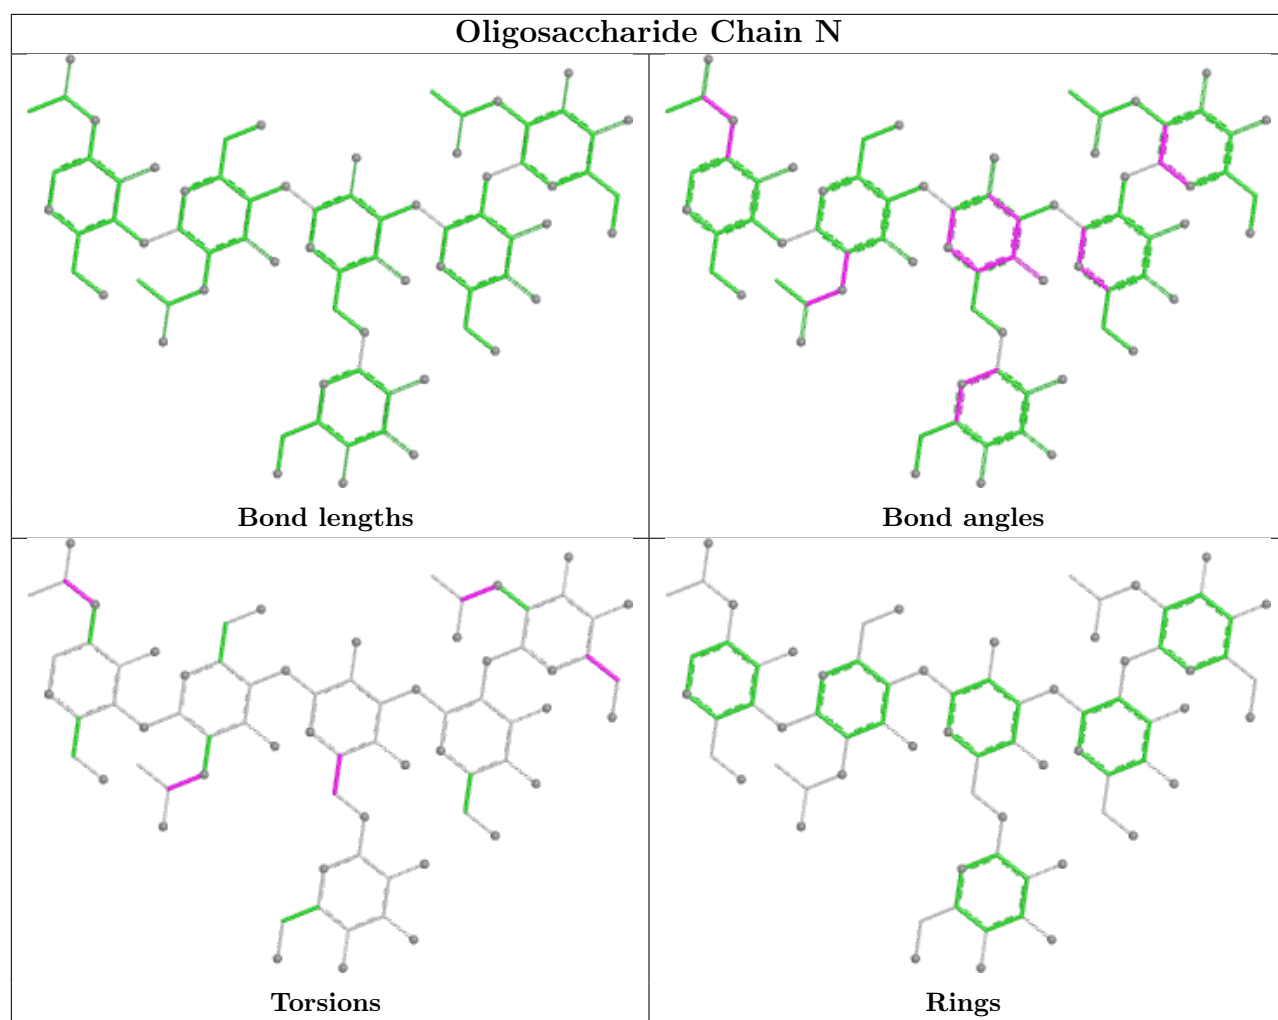 Oligosaccharide Chain N
Bond lengths
Bond angles
Torsions
Rings